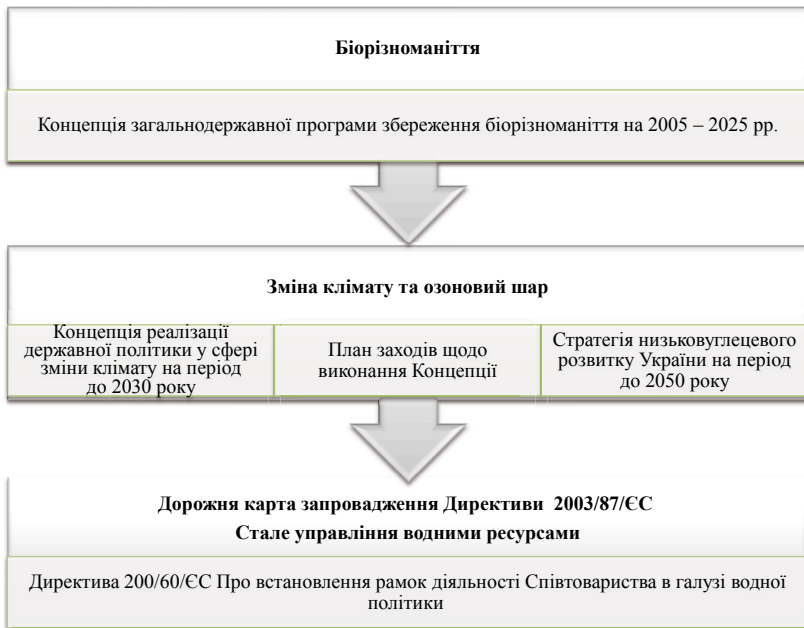 Біорізноманіття
Концепція загальнодержавної програми збереження біорізноманіття на 2005 – 2025 рр.
Зміна клімату та озоновий шар
Концепція реалізації
державної політики у сфері
зміни клімату на період
до 2030 року
План заходів щодо
виконання Концепції
Стратегія низьковуглецевого
розвитку України на період
до 2050 року
Дорожня карта запровадження Директиви 2003/87/ЄС
Стале управління водними ресурсами
Директива 200/60/ЄС Про встановлення рамок діяльності Співтовариства в галузі водної
політики